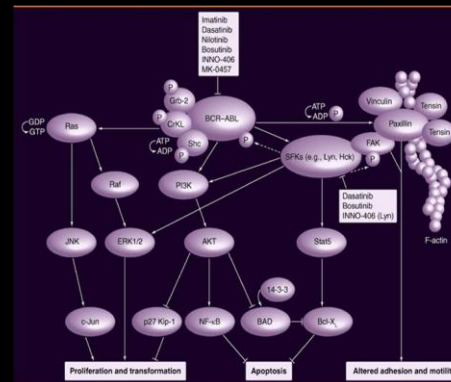 Imatinib
Dasatinib
Nilotinib
Bosutinib
INNO-406
MK-0457
P
Grb-2
P
CrKL
BCR-ABL
P
Shc
P
P
ATP
ADP
ATP
ADP
P
GDP
GTP
Ras
Vinculin
Tensin
Paxillin
Tensin
FAK
P
SFKs (e.g., Lyn, Hck)
Raf
PI3K
Dasatinib
Bosutinib
INNO-406 (Lyn)
F-actin
JNK
ERK1/2
AKT
Stat5
14-3-3
c-Jun
p27 Kip-1
NF-κB
BAD
Bcl-XL
Proliferation and transformation
Apoptosis
Altered adhesion and motilit